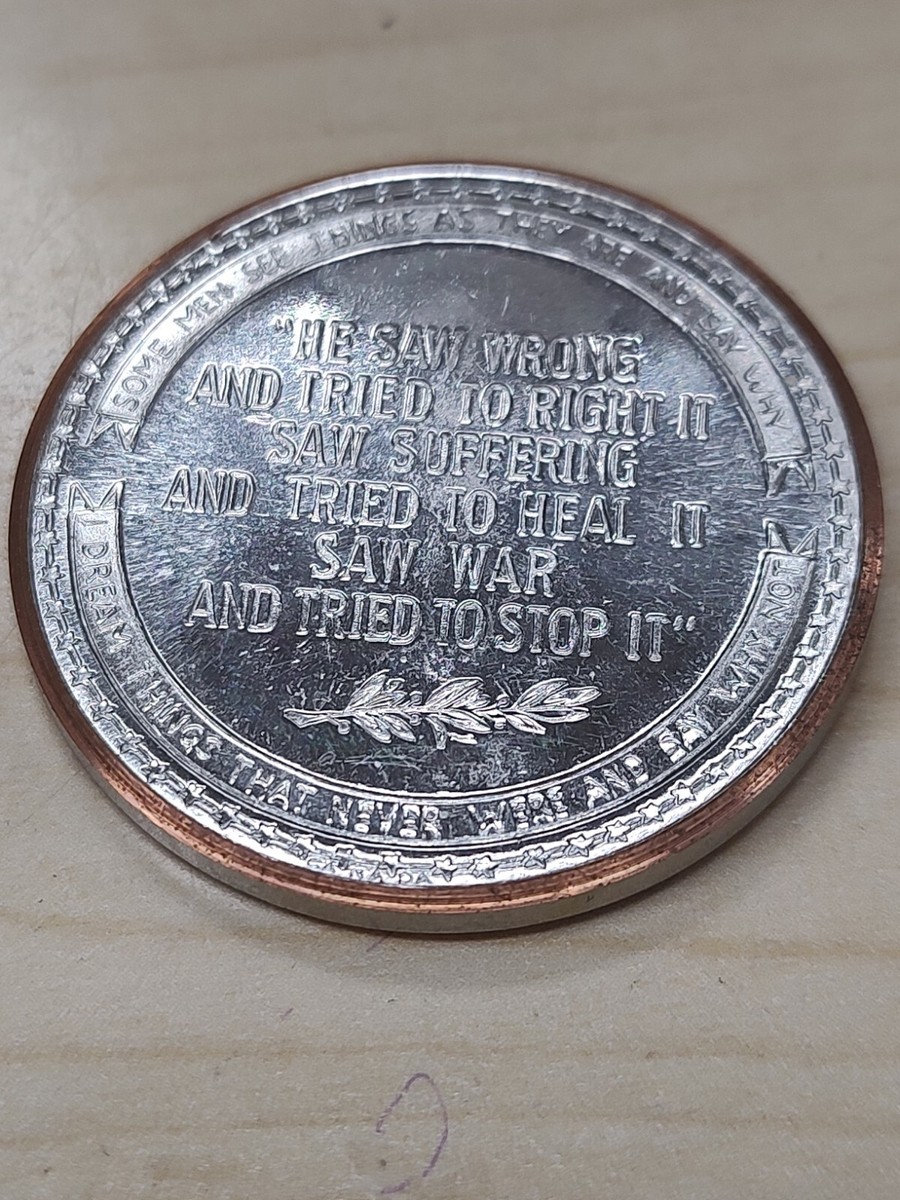 SOME MEN SEE THINGS AS THEY ARE AND SAY WHY
"HE SAW WRONG
AND TRIED TO RIGHT IT
SAW SUFFERING
AND TRIED TO HEAL IT
SAW WAR
AND TRIED TO STOP IT"
I DREAM THINGS THAT NEVER WERE AND SAY WHY NOT